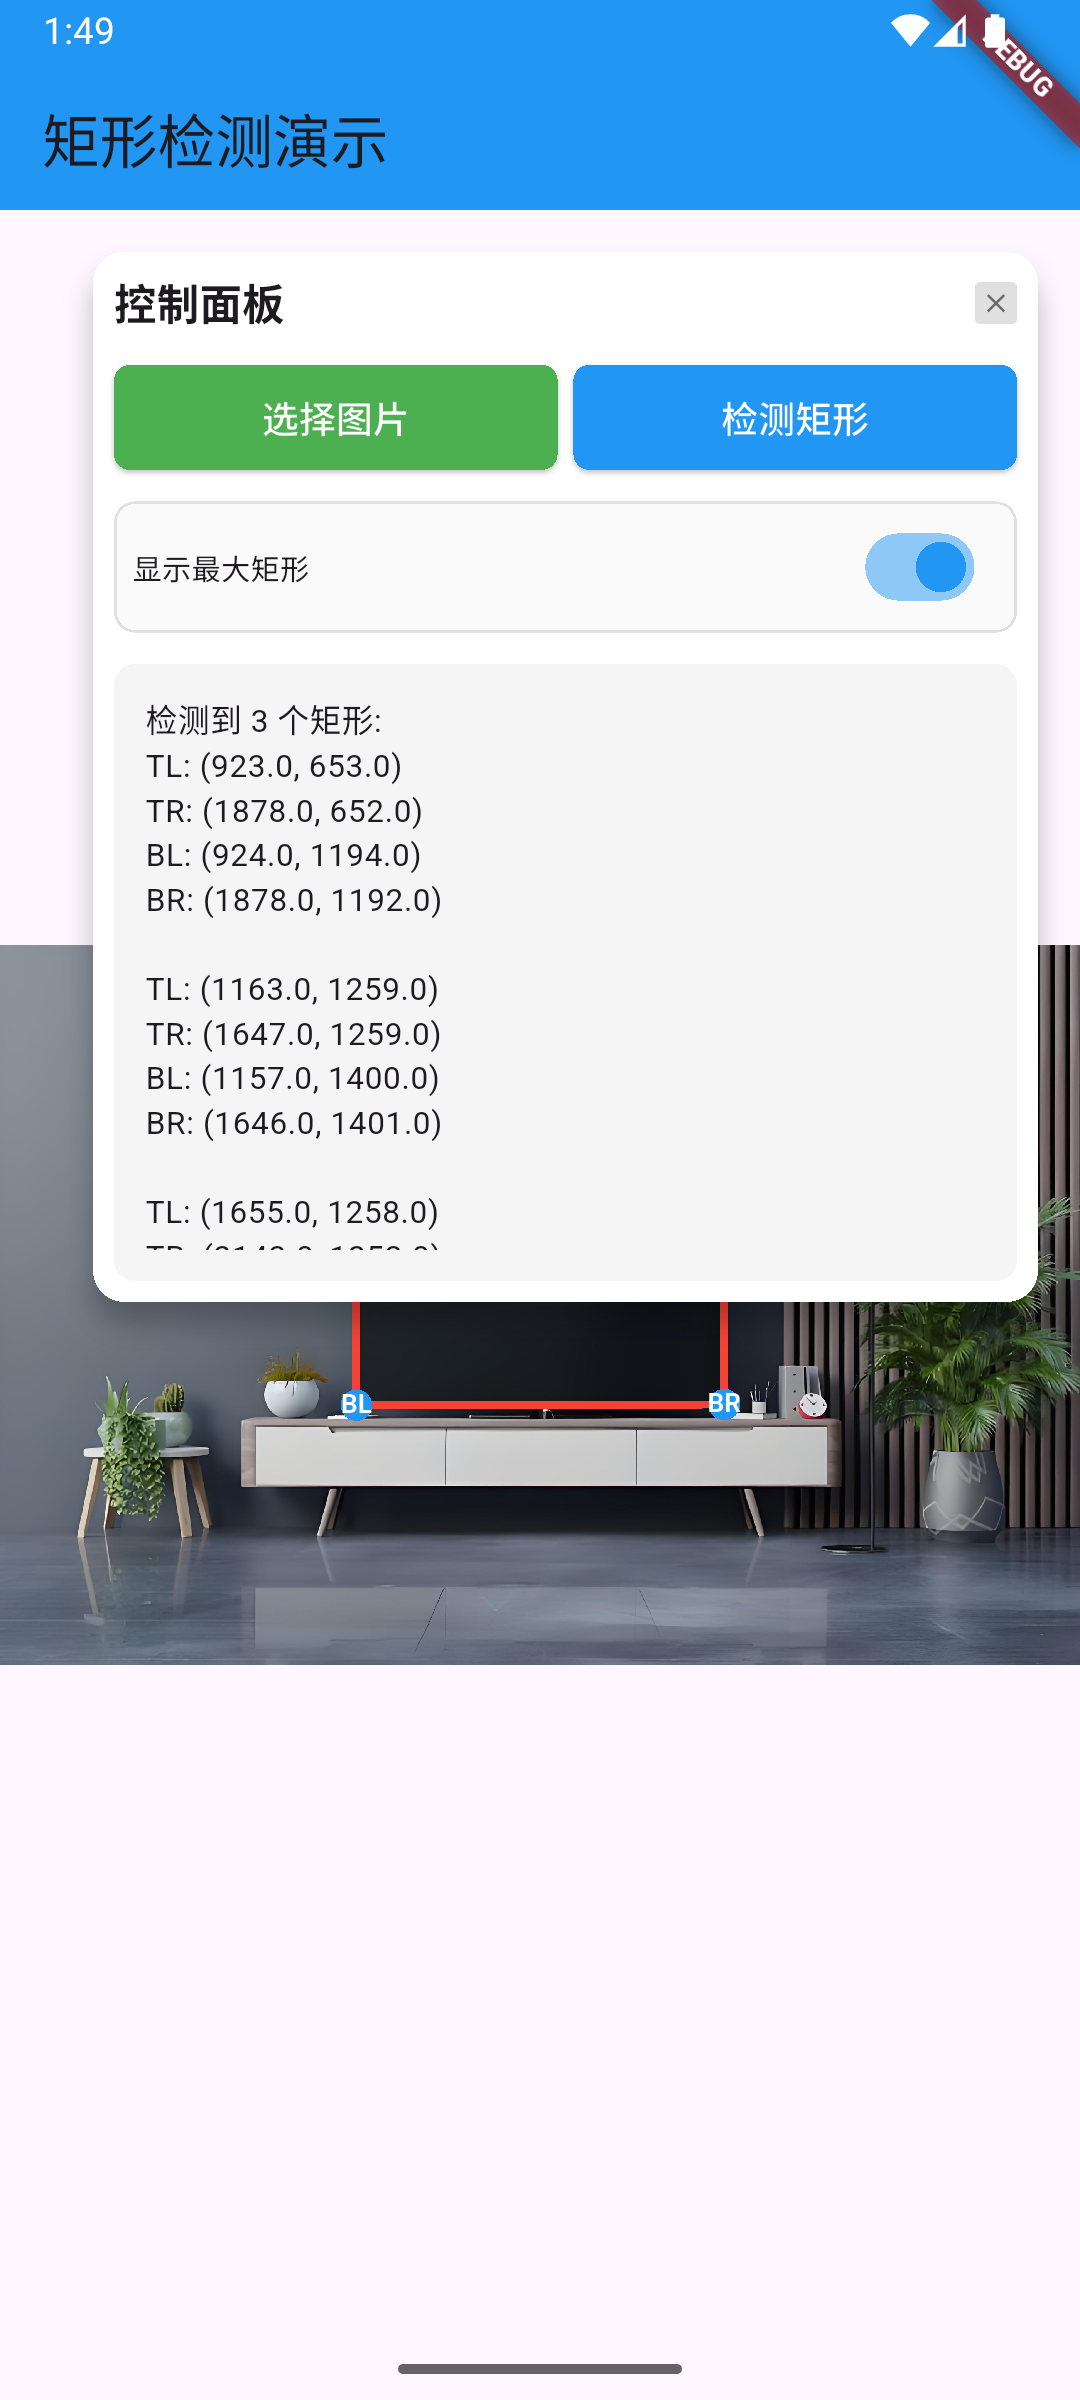 1:49
EBUG
矩形检测演示
控制面板
选择图片
检测矩形
显示最大矩形
检测到 3 个矩形:
TL: (923.0, 653.0)
TR: (1878.0, 652.0)
BL: (924.0, 1194.0)
BR: (1878.0, 1192.0)
TL: (1163.0, 1259.0)
TR: (1647.0, 1259.0)
BL: (1157.0, 1400.0)
BR: (1646.0, 1401.0)
TL: (1655.0, 1258.0)
BL
BR